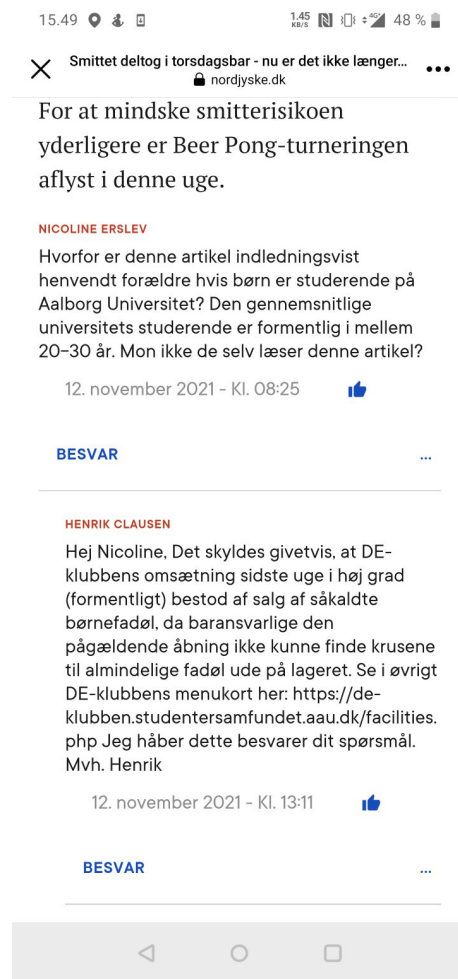 15.49
1.45
KB/S
4G+
48 %
Smittet deltog i torsdagsbar - nu er det ikke længer...
nordjyske.dk
For at mindske smitterisikoen
yderligere er Beer Pong-turneringen
aflyst i denne uge.
NICOLINE ERSLEV
Hvorfor er denne artikel indledningsvist
henvendt forældre hvis børn er studerende på
Aalborg Universitet? Den gennemsnitlige
universitets studerende er formentlig i mellem
20-30 år. Mon ikke de selv læser denne artikel?
12. november 2021 - Kl. 08:25
BESVAR
...
HENRIK CLAUSEN
Hej Nicoline, Det skyldes givetvis, at DE-
klubbens omsætning sidste uge i høj grad
(formentligt) bestod af salg af såkaldte
børnefadøl, da baransvarlige den
pågældende åbning ikke kunne finde krusene
til almindelige fadøl ude på lageret. Se i øvrigt
DE-klubbens menukort her: https://de-
klubben.studentersamfundet.aau.dk/facilities.
php Jeg håber dette besvarer dit spørsmål.
Mvh. Henrik
12. november 2021 - Kl. 13:11
BESVAR
...